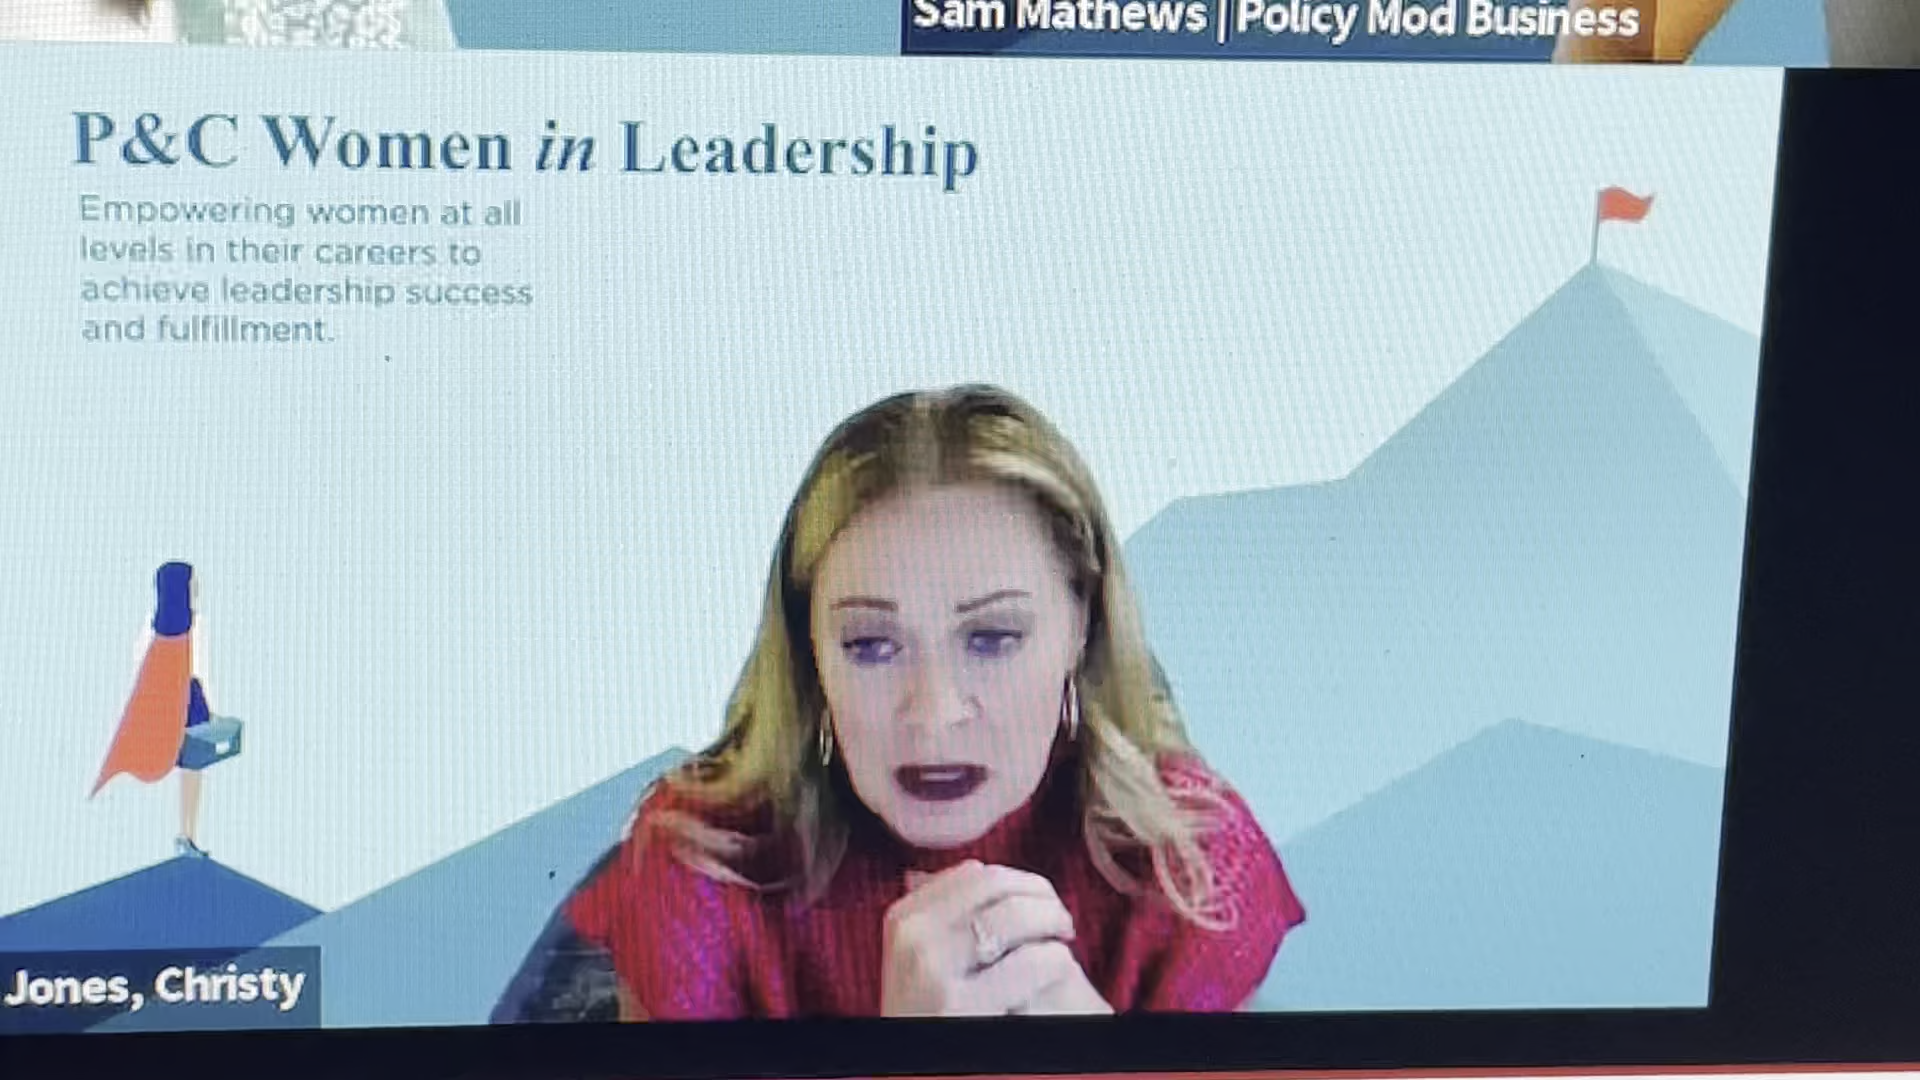 Sam Mathews | Policy Mod Business
P&C Women in Leadership
Empowering women at all
levels in their careers to
achieve leadership success
and fulfillment.
Jones, Christy